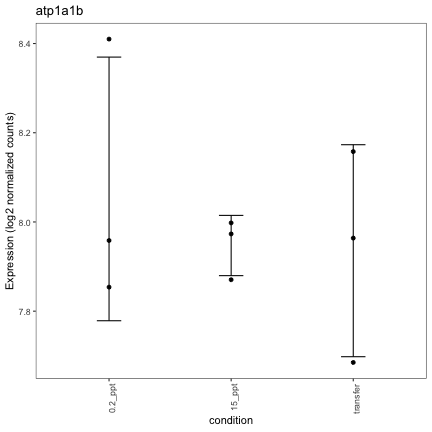 atp1a1b
Expression (log2 normalized counts)
8.4
8.2
8.0
7.8
0.2_ppt
15_ppt
transfer
condition